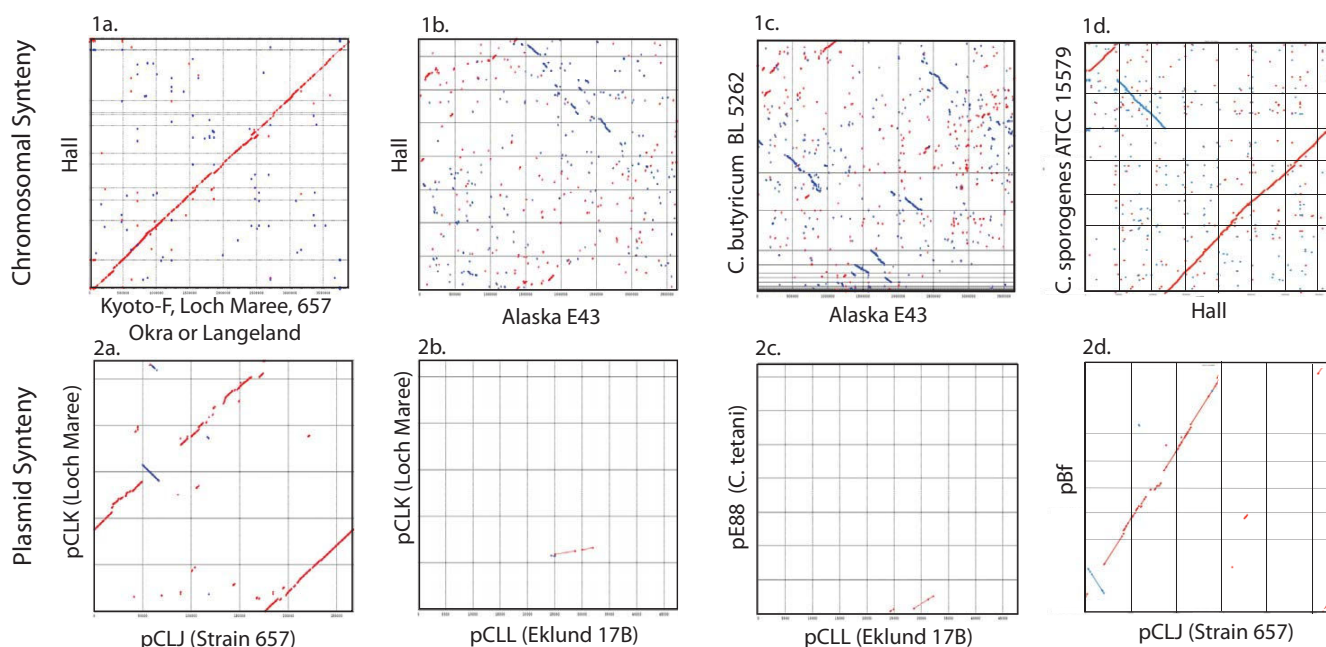 1a.
1b.
1c.
1d.
Chromosomal Synteny
Hall
Hall
C. butyricum BL 5262
C. sporogenes ATCC 15579
Kyoto-F, Loch Maree, 657
Okra or Langeland
Alaska E43
Alaska E43
Hall
2a.
2b.
2c.
2d.
Plasmid Synteny
pCLK (Loch Maree)
pCLK (Loch Maree)
pE88 (C. tetani)
pBf
pCLJ (Strain 657)
pCLL (Eklund 17B)
pCLL (Eklund 17B)
pCLJ (Strain 657)